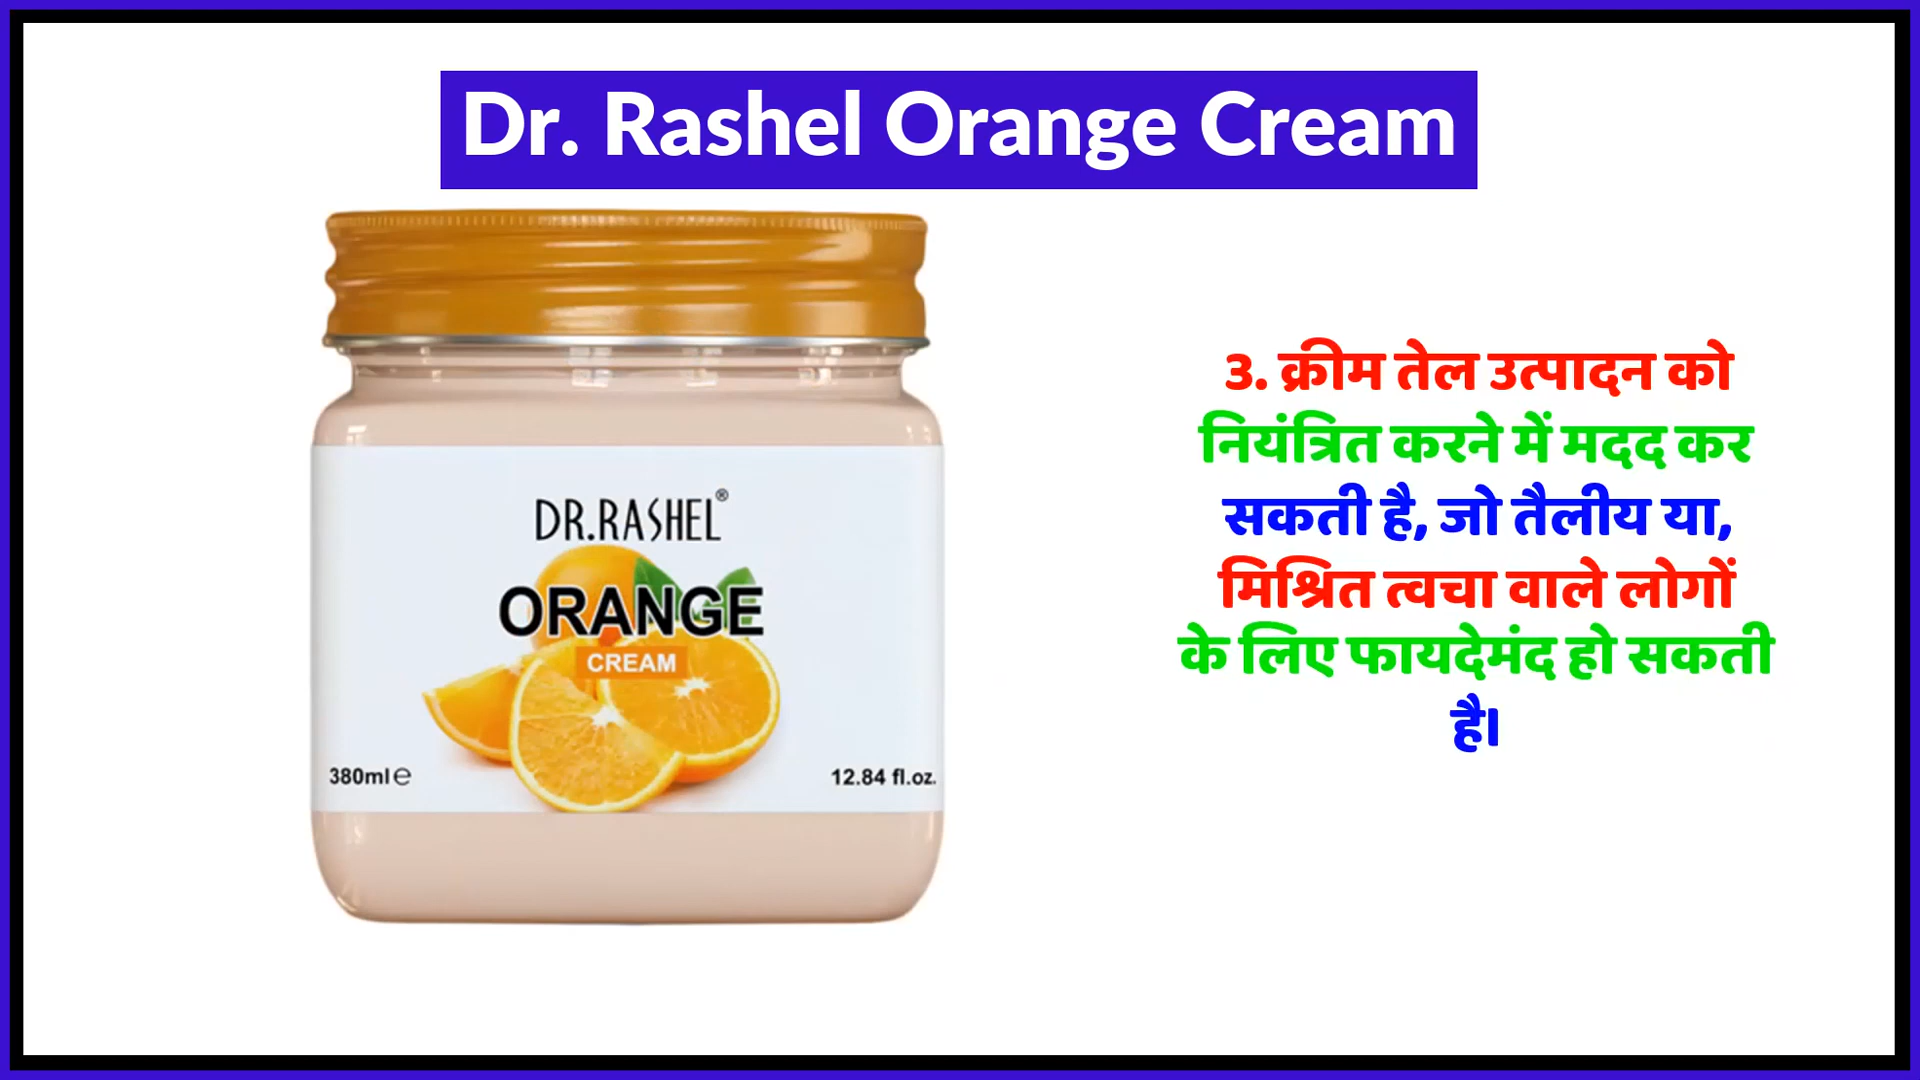 Dr. Rashel Orange Cream
DR.RASHEL®
ORANGE
CREAM
380ml℮
12.84 fl.oz.
3. क्रीम तेल उत्पादन को
नियंत्रित करने में मदद कर
सकती है, जो तैलीय या,
मिश्रित त्वचा वाले लोगों
के लिए फायदेमंद हो सकती
है।